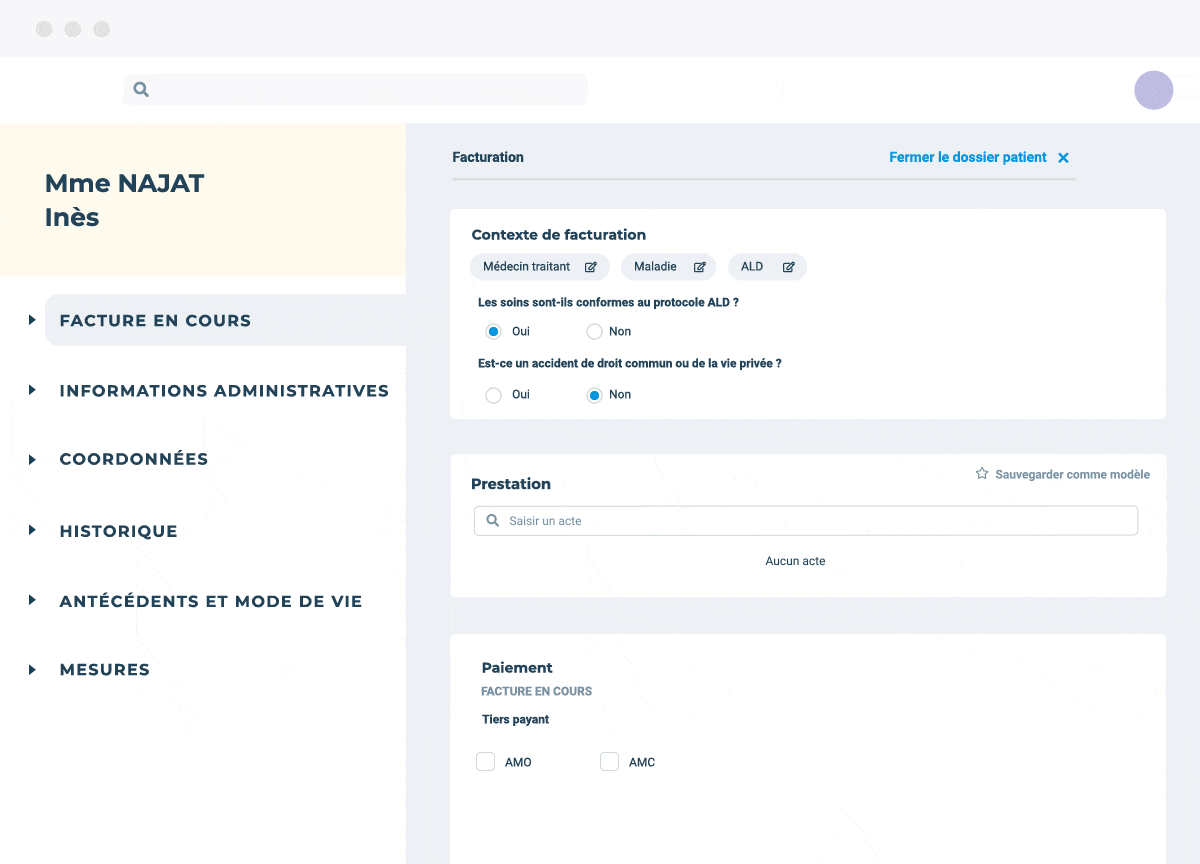 Mme NAJAT
Inès
FACTURE EN COURS
INFORMATIONS ADMINISTRATIVES
COORDONNÉES
HISTORIQUE
ANTÉCÉDENTS ET MODE DE VIE
MESURES
Facturation
Fermer le dossier patient
Contexte de facturation
Médecin traitant
Maladie
ALD
Les soins sont-ils conformes au protocole ALD ?
Oui
Non
Est-ce un accident de droit commun ou de la vie privée ?
Oui
Non
Sauvegarder comme modèle
Prestation
Saisir un acte
Aucun acte
Paiement
FACTURE EN COURS
Tiers payant
AMO
AMC